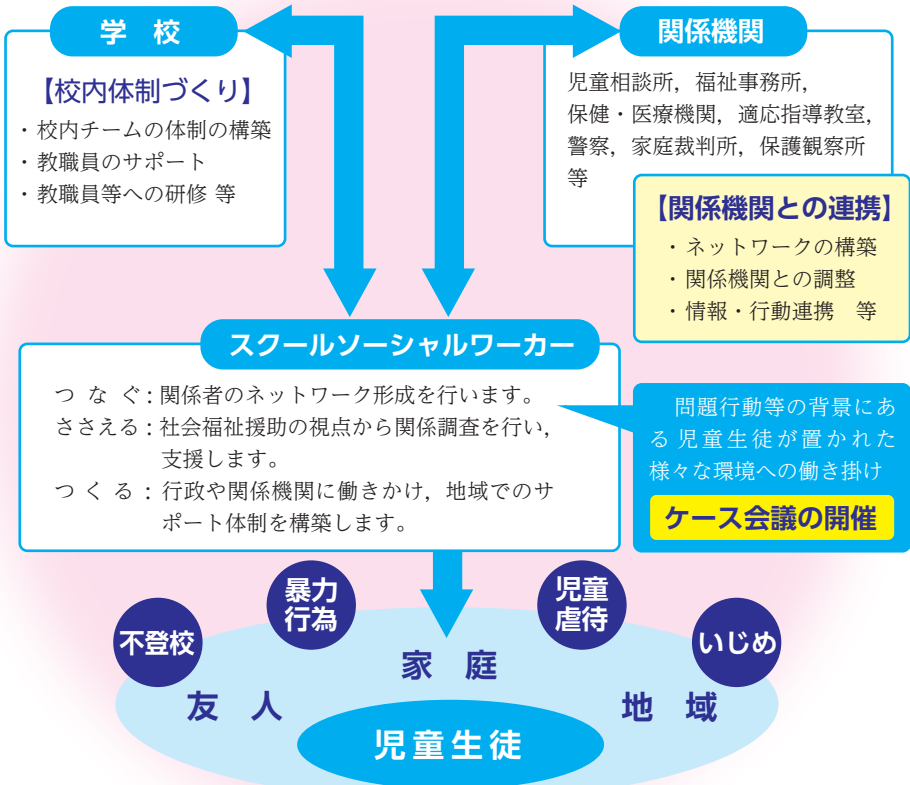 学 校
【校内体制づくり】
・校内チームの体制の構築
・教職員のサポート
・教職員等への研修 等
関係機関
児童相談所，福祉事務所，
保健・医療機関，適応指導教室，
警察，家庭裁判所，保護観察所
等
【関係機関との連携】
・ネットワークの構築
・関係機関との調整
・情報・行動連携　等
スクールソーシャルワーカー
つ な ぐ：関係者のネットワーク形成を行います。
ささえる：社会福祉援助の視点から関係調査を行い，
支援します。
つ く る：行政や関係機関に働きかけ，地域でのサ
ポート体制を構築します。
問題行動等の背景にあ
る児童生徒が置かれた
様々な環境への働き掛け
ケース会議の開催
不登校
暴力
行為
児童
虐待
いじめ
家 庭
友 人
地 域
児童生徒